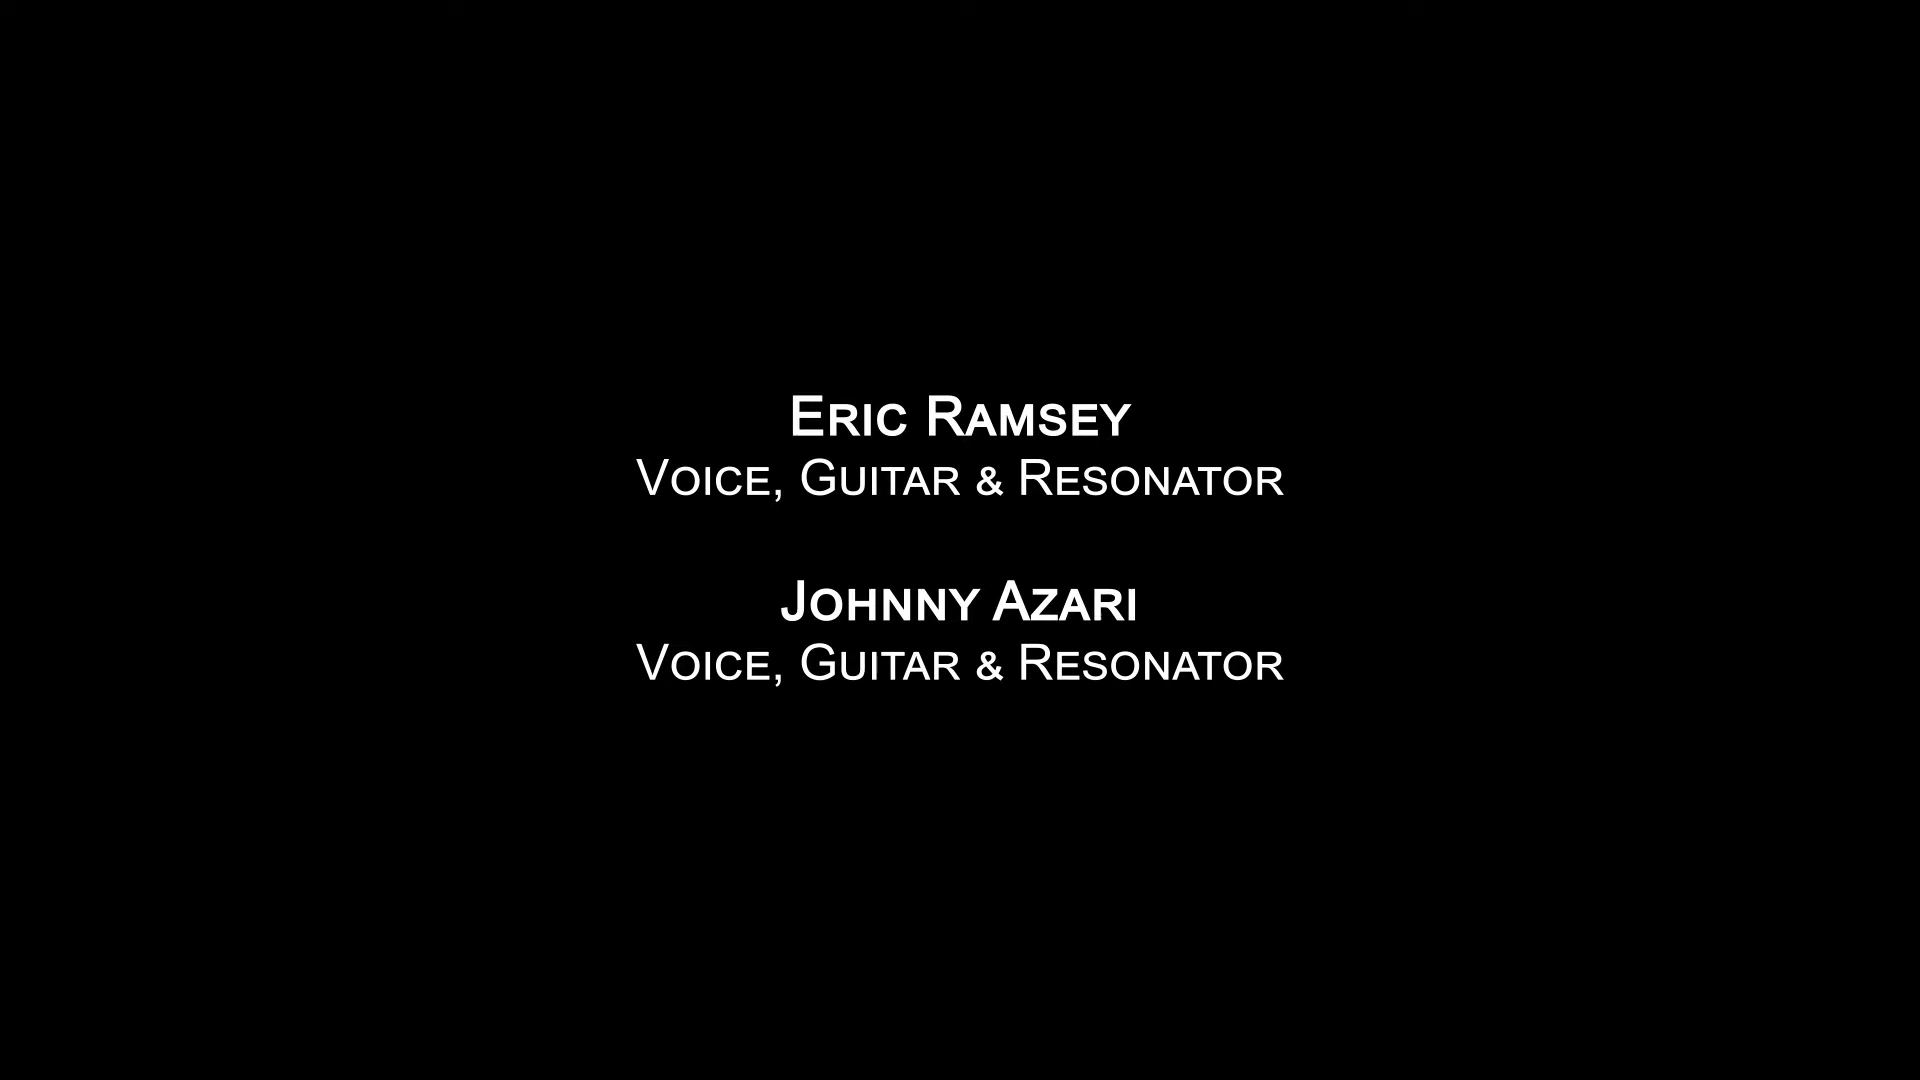 Eric Ramsey
Voice, Guitar & Resonator
Johnny Azari
Voice, Guitar & Resonator